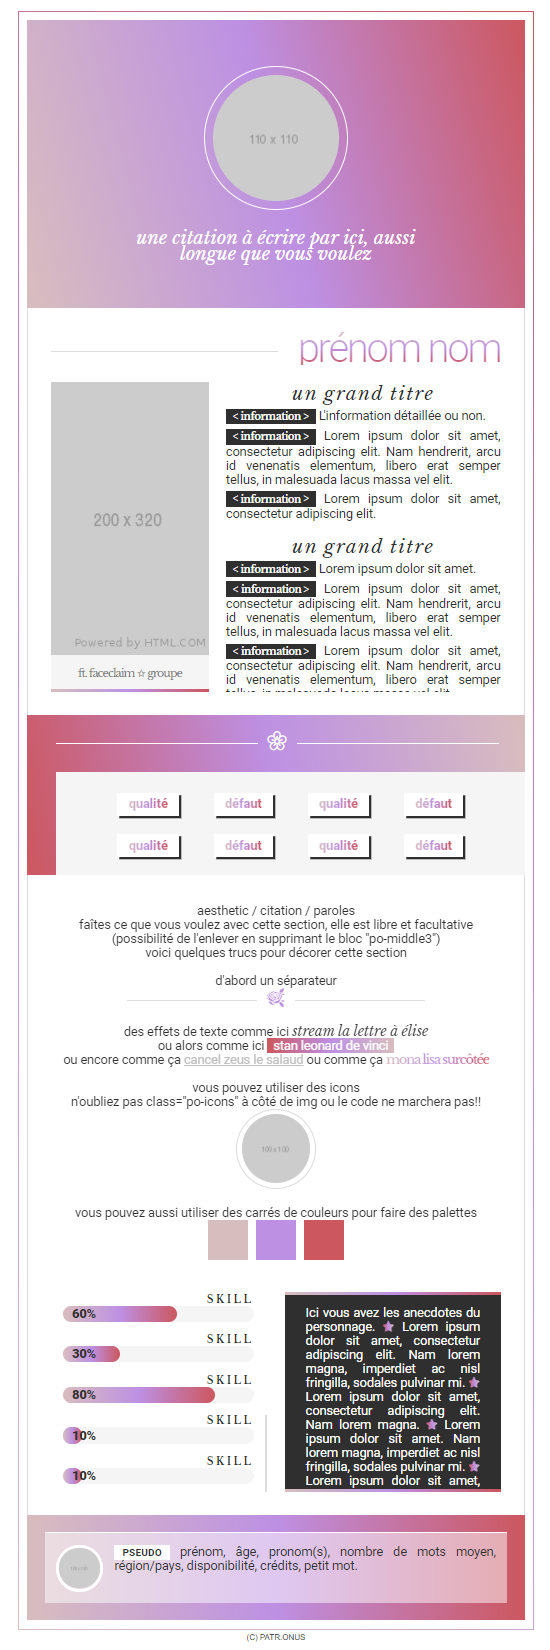 110 x 110
une citation à écrire par ici, aussi
longue que vous voulez
prénom nom
200 x 320
Powered by HTML.COM
ft. faceclaim ☆ groupe
un grand titre
<information> L'information détaillée ou non.
<information> Lorem ipsum dolor sit amet,
consectetur adipiscing elit. Nam hendrerit, arcu
id venenatis elementum, libero erat semper
tellus, in malesuada lacus massa vel elit.
<information> Lorem ipsum dolor sit amet,
consectetur adipiscing elit.
un grand titre
<information> Lorem ipsum dolor sit amet.
<information> Lorem ipsum dolor sit amet,
consectetur adipiscing elit. Nam hendrerit, arcu
id venenatis elementum, libero erat semper
tellus, in malesuada lacus massa vel elit.
<information> Lorem ipsum dolor sit amet,
consectetur adipiscing elit. Nam hendrerit, arcu
id venenatis elementum, libero erat semper
tellus, in malesuada lacus massa vel elit.
qualité défaut qualité défaut
qualité défaut qualité défaut
aesthetic / citation / paroles
faîtes ce que vous voulez avec cette section, elle est libre et facultative
(possibilité de l'enlever en supprimant le bloc "po-middle3")
voici quelques trucs pour décorer cette section
d'abord un séparateur
des effets de texte comme ici stream la lettre à élise
ou alors comme ici stan leonard de vinci
ou encore comme ça cancel zeus le salaud ou comme ça mona lisa surcôtée
vous pouvez utiliser des icons
n'oubliez pas class="po-icons" à côté de img ou le code ne marchera pas!!
100 x 100
vous pouvez aussi utiliser des carrés de couleurs pour faire des palettes
SKILL
60%
SKILL
30%
SKILL
80%
SKILL
10%
SKILL
10%
Ici vous avez les anecdotes du
personnage. ★ Lorem ipsum
dolor sit amet, consectetur
adipiscing elit. Nam lorem
magna, imperdiet ac nisl
fringilla, sodales pulvinar mi. ★
Lorem ipsum dolor sit amet,
consectetur adipiscing elit.
Nam lorem magna. ★ Lorem
ipsum dolor sit amet. Nam
lorem magna, imperdiet ac nisl
fringilla, sodales pulvinar mi. ★
Lorem ipsum dolor sit amet,
PSEUDO prénom, âge, pronom(s), nombre de mots moyen,
région/pays, disponibilité, crédits, petit mot.
(C) PATR.ONUS